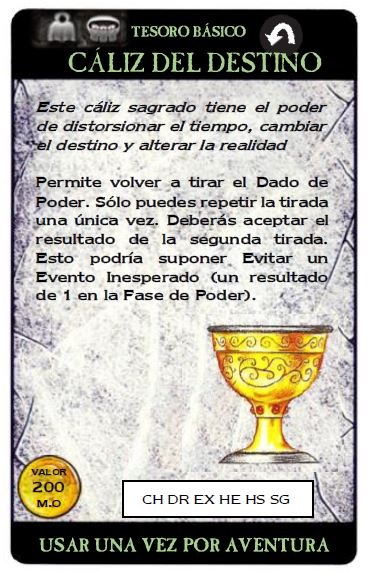 TESORO BÁSICO
CÁLIZ DEL DESTINO
Este cáliz sagrado tiene el poder
de distorsionar el tiempo, cambiar
el destino y alterar la realidad
Permite volver a tirar el Dado de
Poder. Sólo puedes repetir la tirada
una única vez. Deberás aceptar el
resultado de la segunda tirada.
Esto podría suponer Evitar un
Evento Inesperado (un resultado
de 1 en la Fase de Poder).
VALOR
200
M.O
CH DR EX HE HS SG
USAR UNA VEZ POR AVENTURA